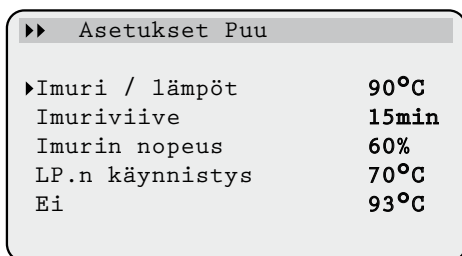 Asetukset Puu
Imuri / lämpöt 90°C
Imuriviive 15min
Imurin nopeus 60%
LP.n käynnistys 70°C
Ei 93°C